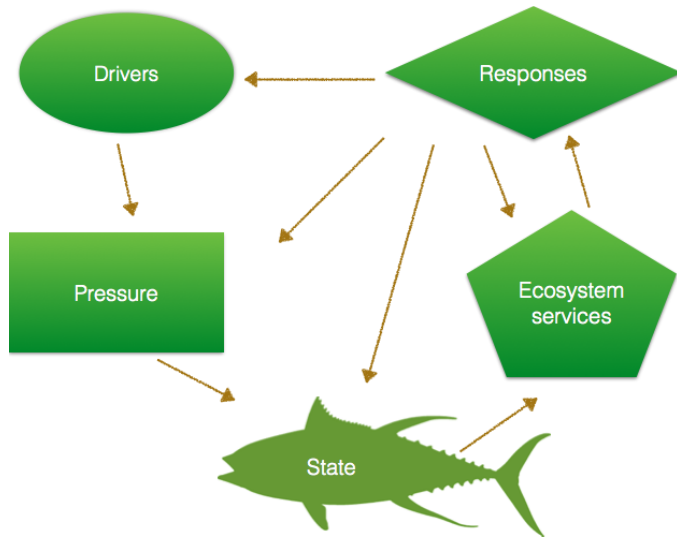 Drivers
Responses
Pressure
Ecosystem
services
State